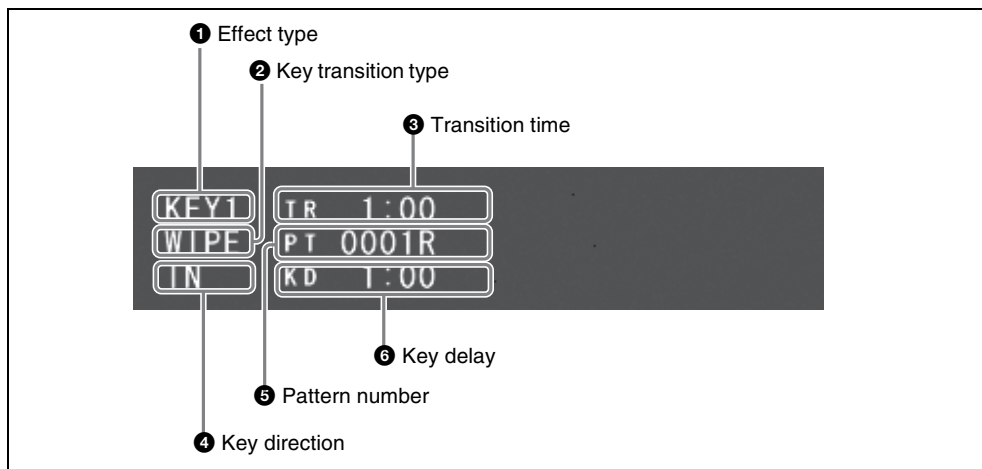 ❶ Effect type
❷ Key transition type
❸ Transition time
KEY1 TR 1:00
WIPE PT 0001R
IN KD 1:00
❻ Key delay
❺ Pattern number
❹ Key direction